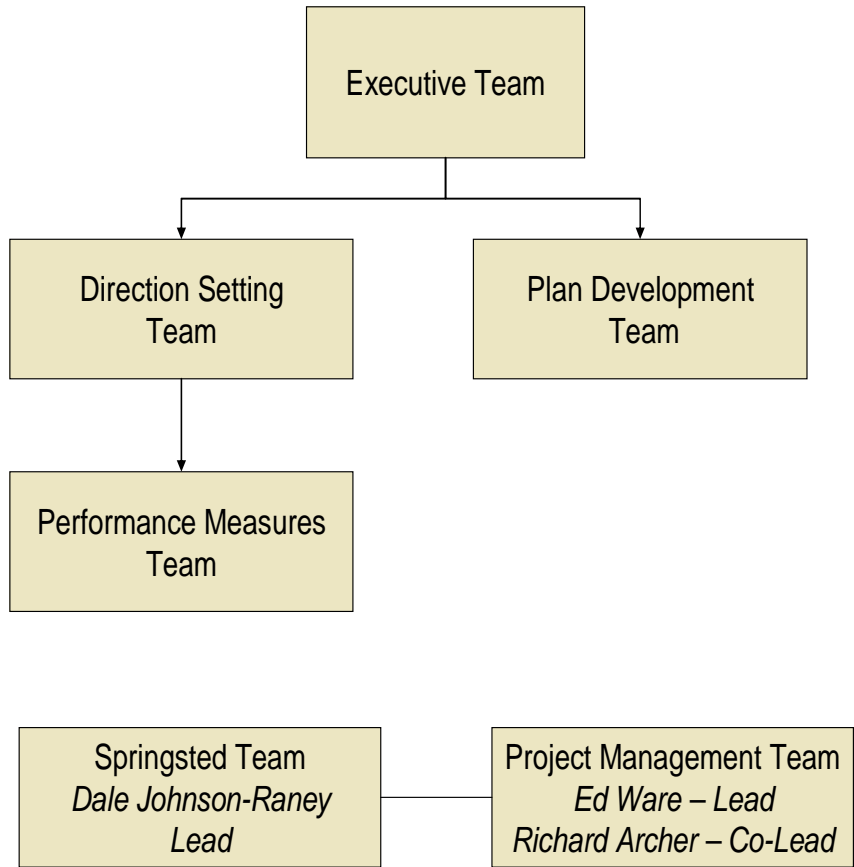 Executive Team
Direction Setting
Team
Plan Development
Team
Performance Measures
Team
Springsted Team
Dale Johnson-Raney
Lead
Project Management Team
Ed Ware – Lead
Richard Archer – Co-Lead